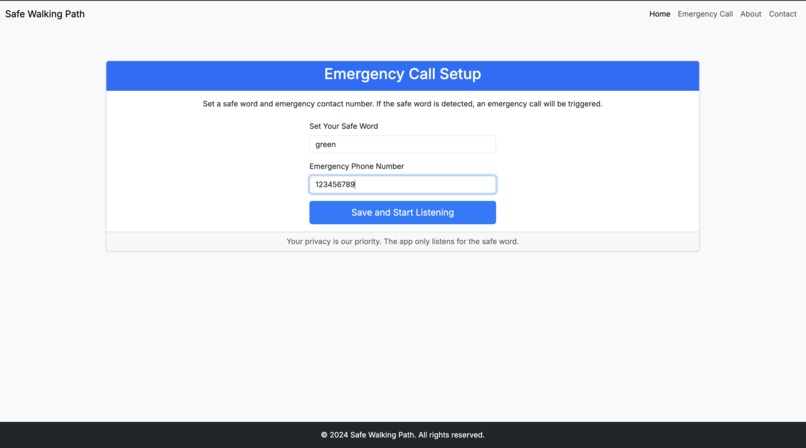 Safe Walking Path
Home Emergency Call About Contact
Emergency Call Setup
Set a safe word and emergency contact number. If the safe word is detected, an emergency call will be triggered.
Set Your Safe Word
green
Emergency Phone Number
123456789
Save and Start Listening
Your privacy is our priority. The app only listens for the safe word.
© 2024 Safe Walking Path. All rights reserved.